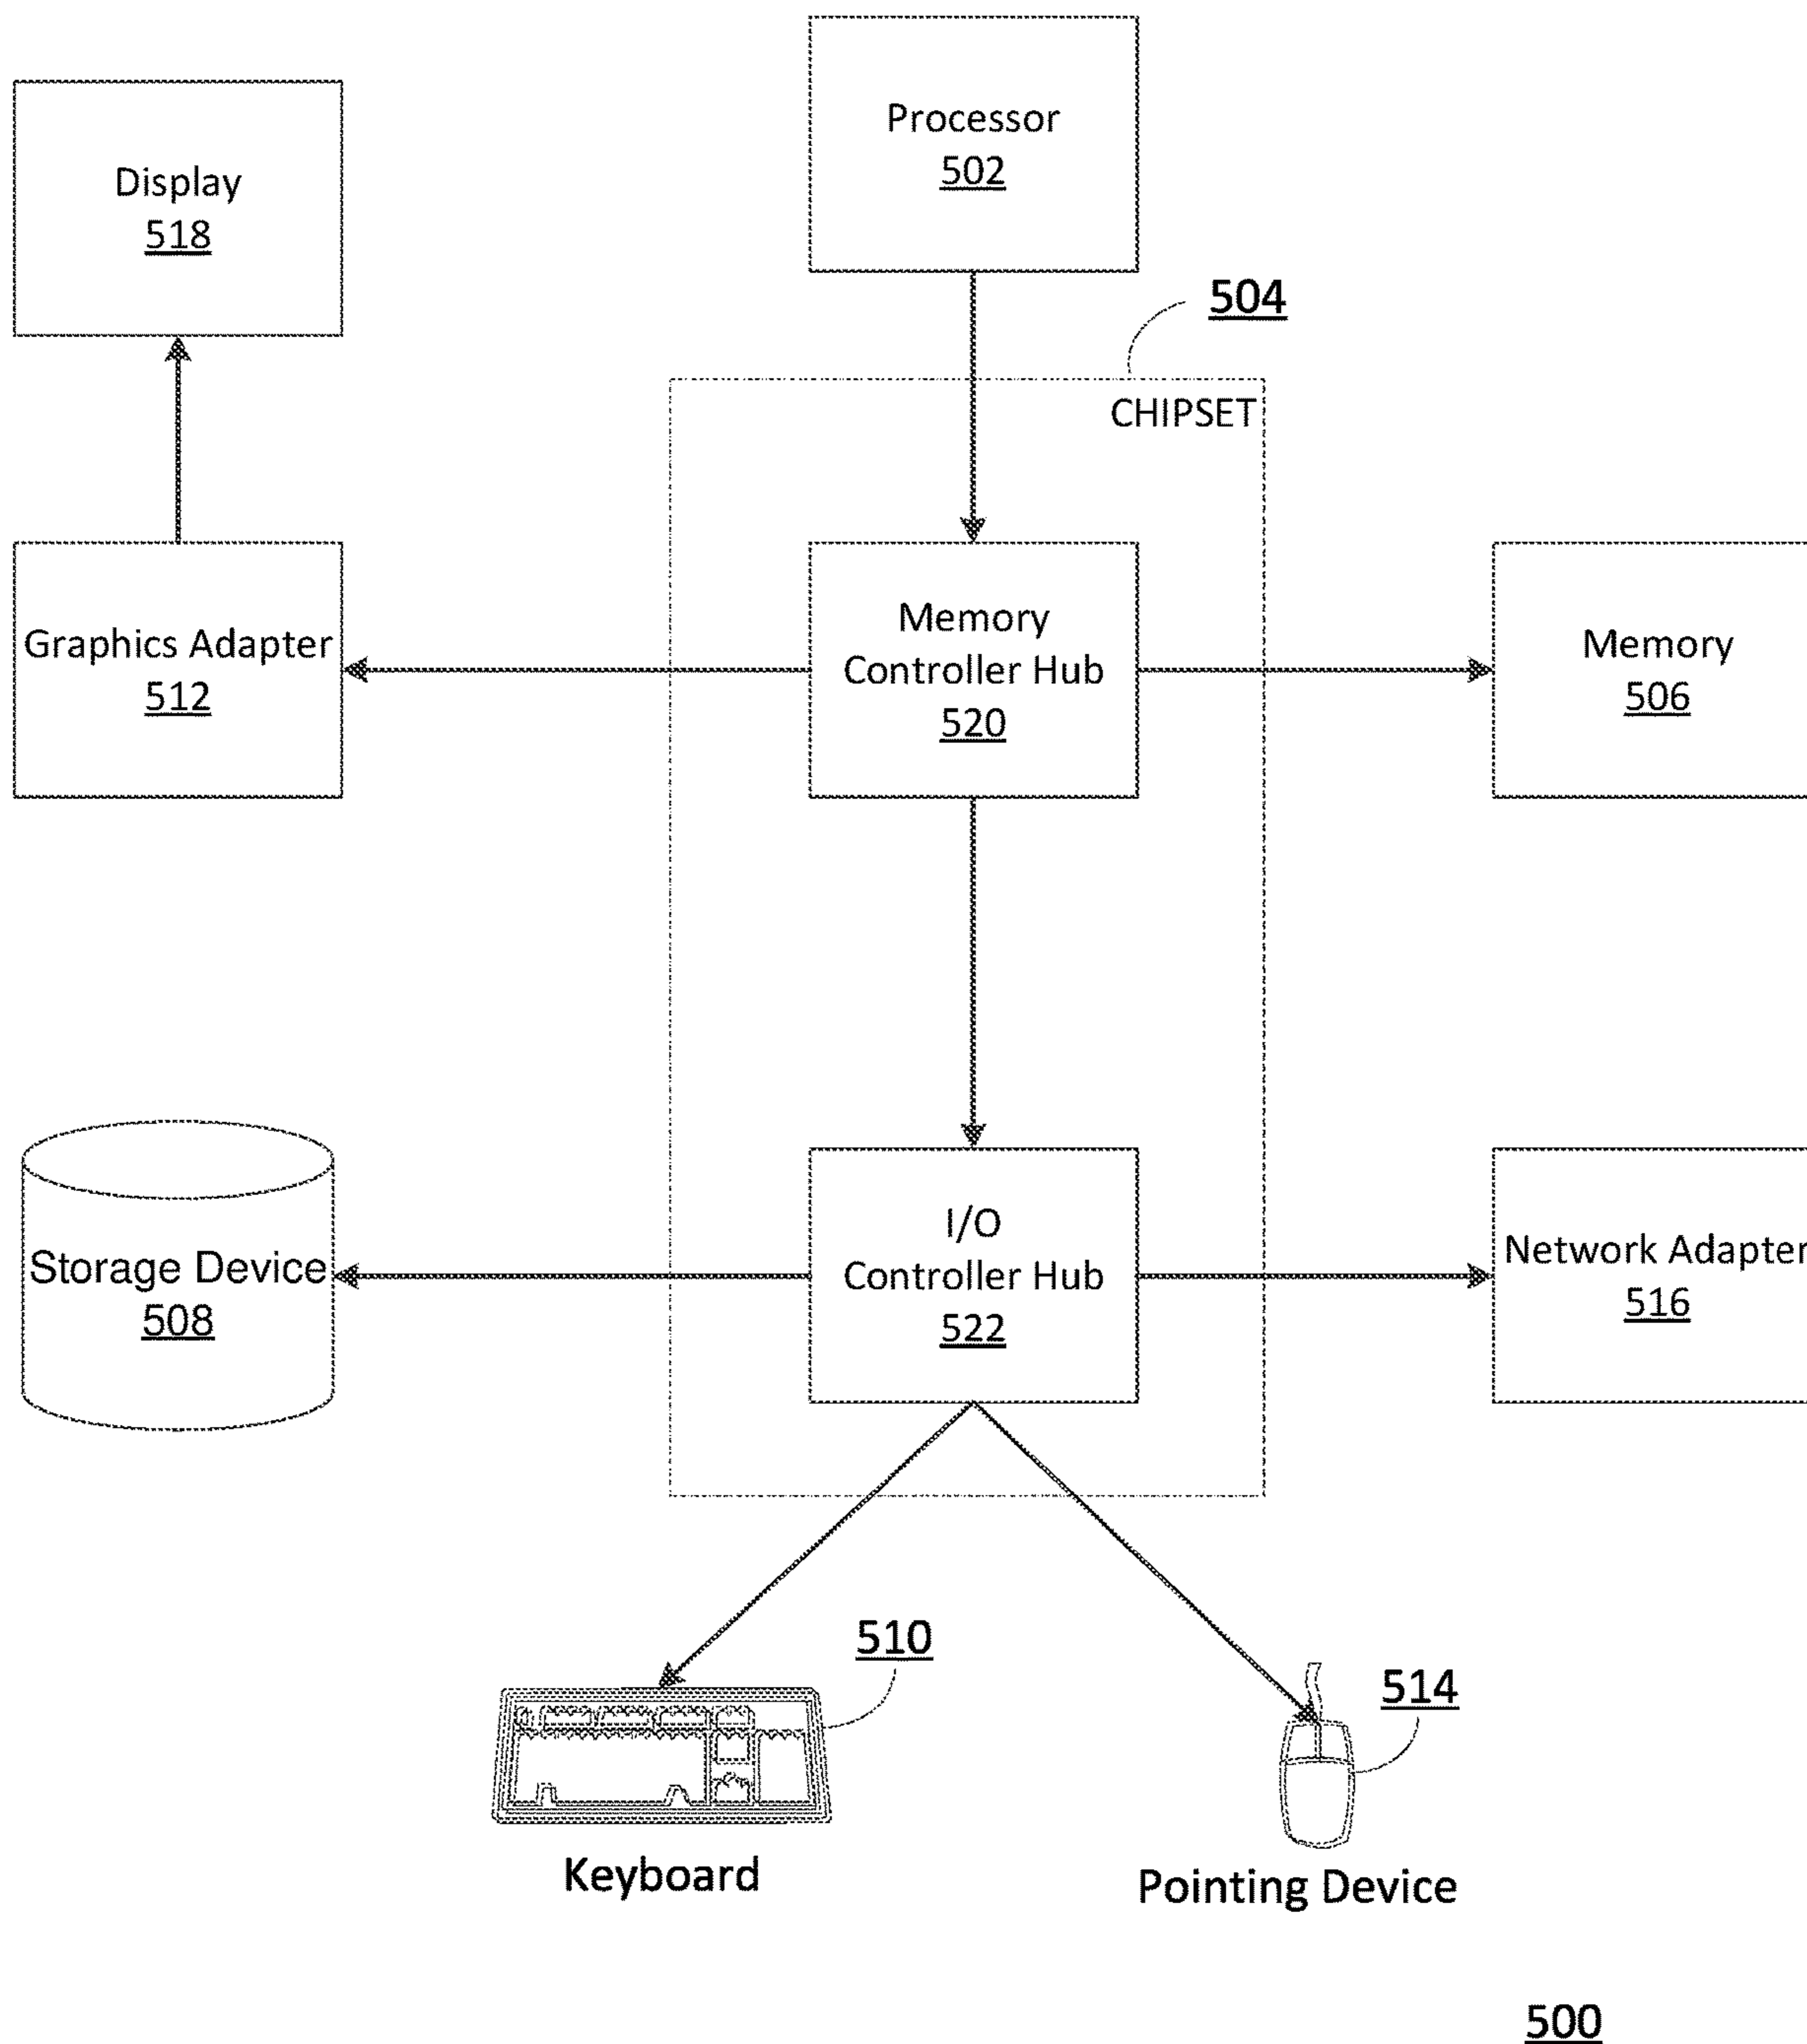 Processor
502
Display
518
504
CHIPSET
Graphics Adapter
512
Memory
Controller Hub
520
Memory
506
Storage Device
508
I/O
Controller Hub
522
Network Adapter
516
510
514
Keyboard
Pointing Device
500